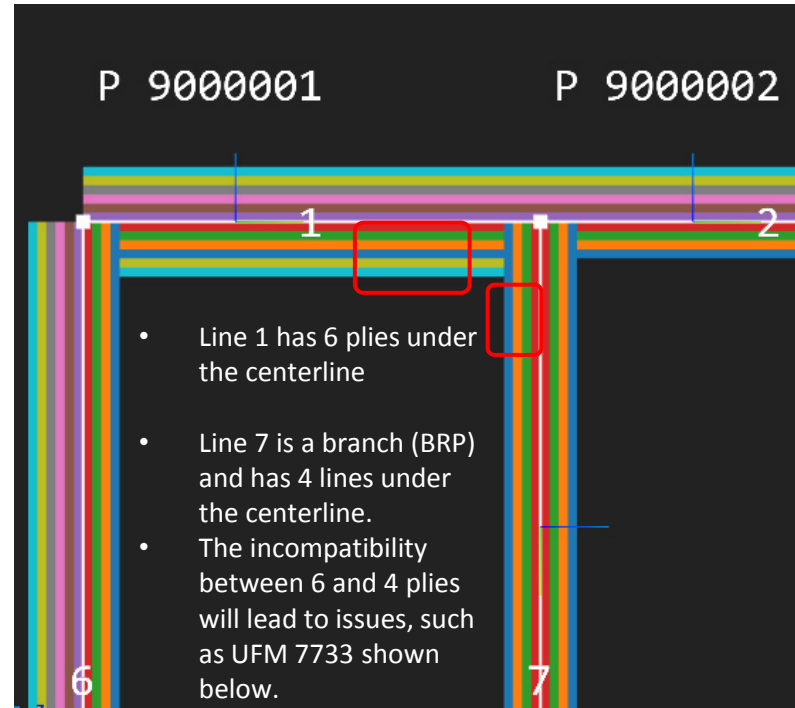 P 9000001
P 9000002
1
2
• Line 1 has 6 plies under
the centerline
• Line 7 is a branch (BRP)
and has 4 lines under
the centerline.
• The incompatibility
between 6 and 4 plies
will lead to issues, such
as UFM 7733 shown
below.
6
7